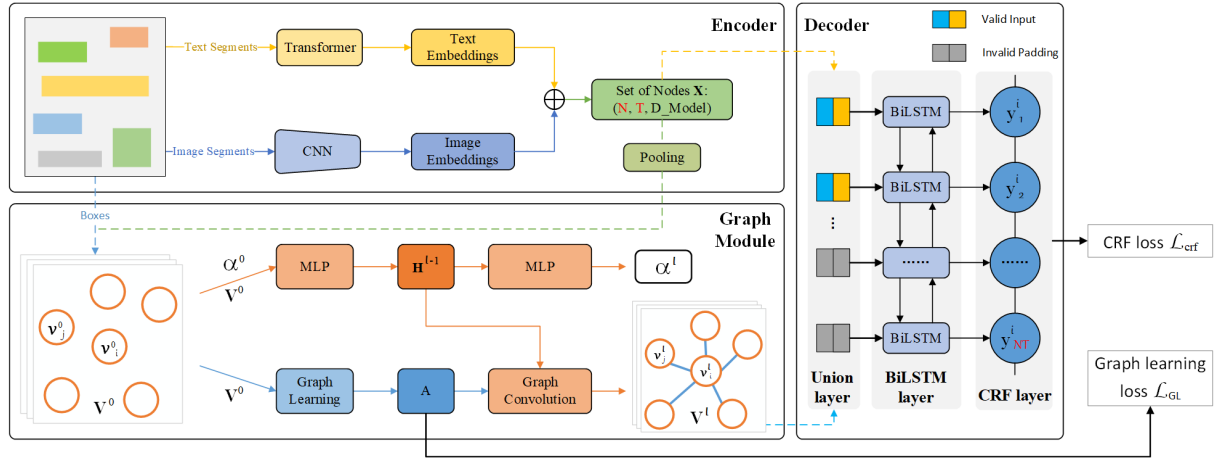 Encoder
Text Segments
Transformer
Text
Embeddings
Image Segments
CNN
Image
Embeddings
Set of Nodes X:
(N, T, D_Model)
Pooling
Boxes
Graph
Module
α⁰
V⁰
MLP
Hˡ⁻¹
MLP
αˡ
v⁰ⱼ
v⁰ᵢ
V⁰
V⁰
Graph
Learning
A
Graph
Convolution
vˡⱼ
vˡᵢ
Vˡ
Decoder
Valid Input
Invalid Padding
BiLSTM
yⁱ₁
BiLSTM
yⁱ₂
⋮
······
······
BiLSTM
yⁱ_NT
Union
layer
BiLSTM
layer
CRF layer
CRF loss ℒcrf
Graph learning
loss ℒGL